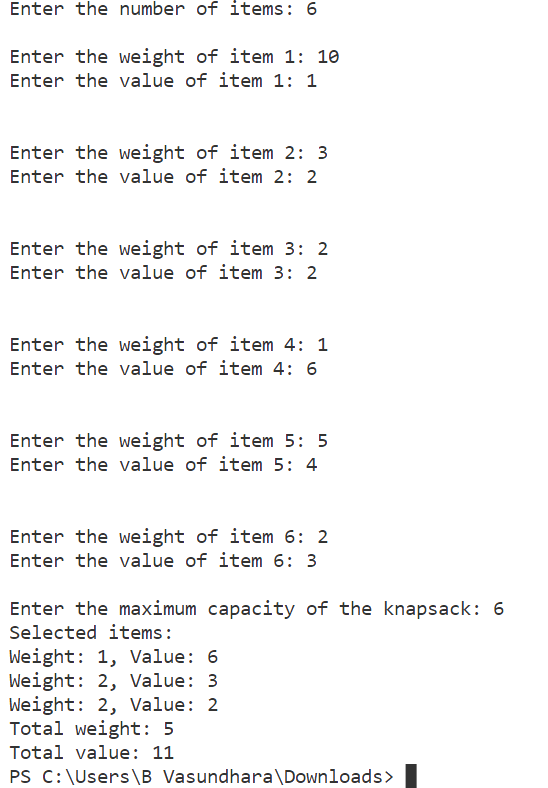 Enter the number of items: 6
Enter the weight of item 1: 10
Enter the value of item 1: 1
Enter the weight of item 2: 3
Enter the value of item 2: 2
Enter the weight of item 3: 2
Enter the value of item 3: 2
Enter the weight of item 4: 1
Enter the value of item 4: 6
Enter the weight of item 5: 5
Enter the value of item 5: 4
Enter the weight of item 6: 2
Enter the value of item 6: 3
Enter the maximum capacity of the knapsack: 6
Selected items:
Weight: 1, Value: 6
Weight: 2, Value: 3
Weight: 2, Value: 2
Total weight: 5
Total value: 11
PS C:\Users\B Vasundhara\Downloads>